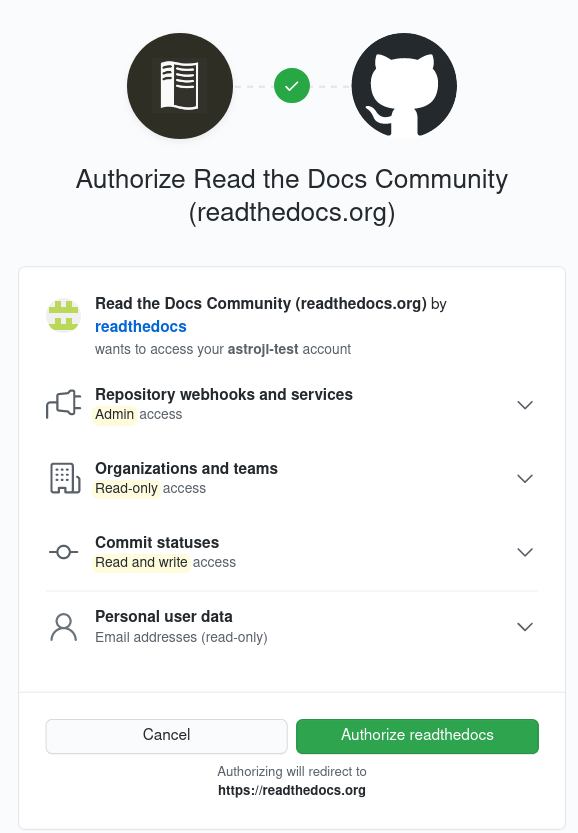 Authorize Read the Docs Community
(readthedocs.org)
Read the Docs Community (readthedocs.org) by
readthedocs
wants to access your astrojl-test account
Repository webhooks and services
Admin access
Organizations and teams
Read-only access
Commit statuses
Read and write access
Personal user data
Email addresses (read-only)
Cancel
Authorize readthedocs
Authorizing will redirect to
https://readthedocs.org